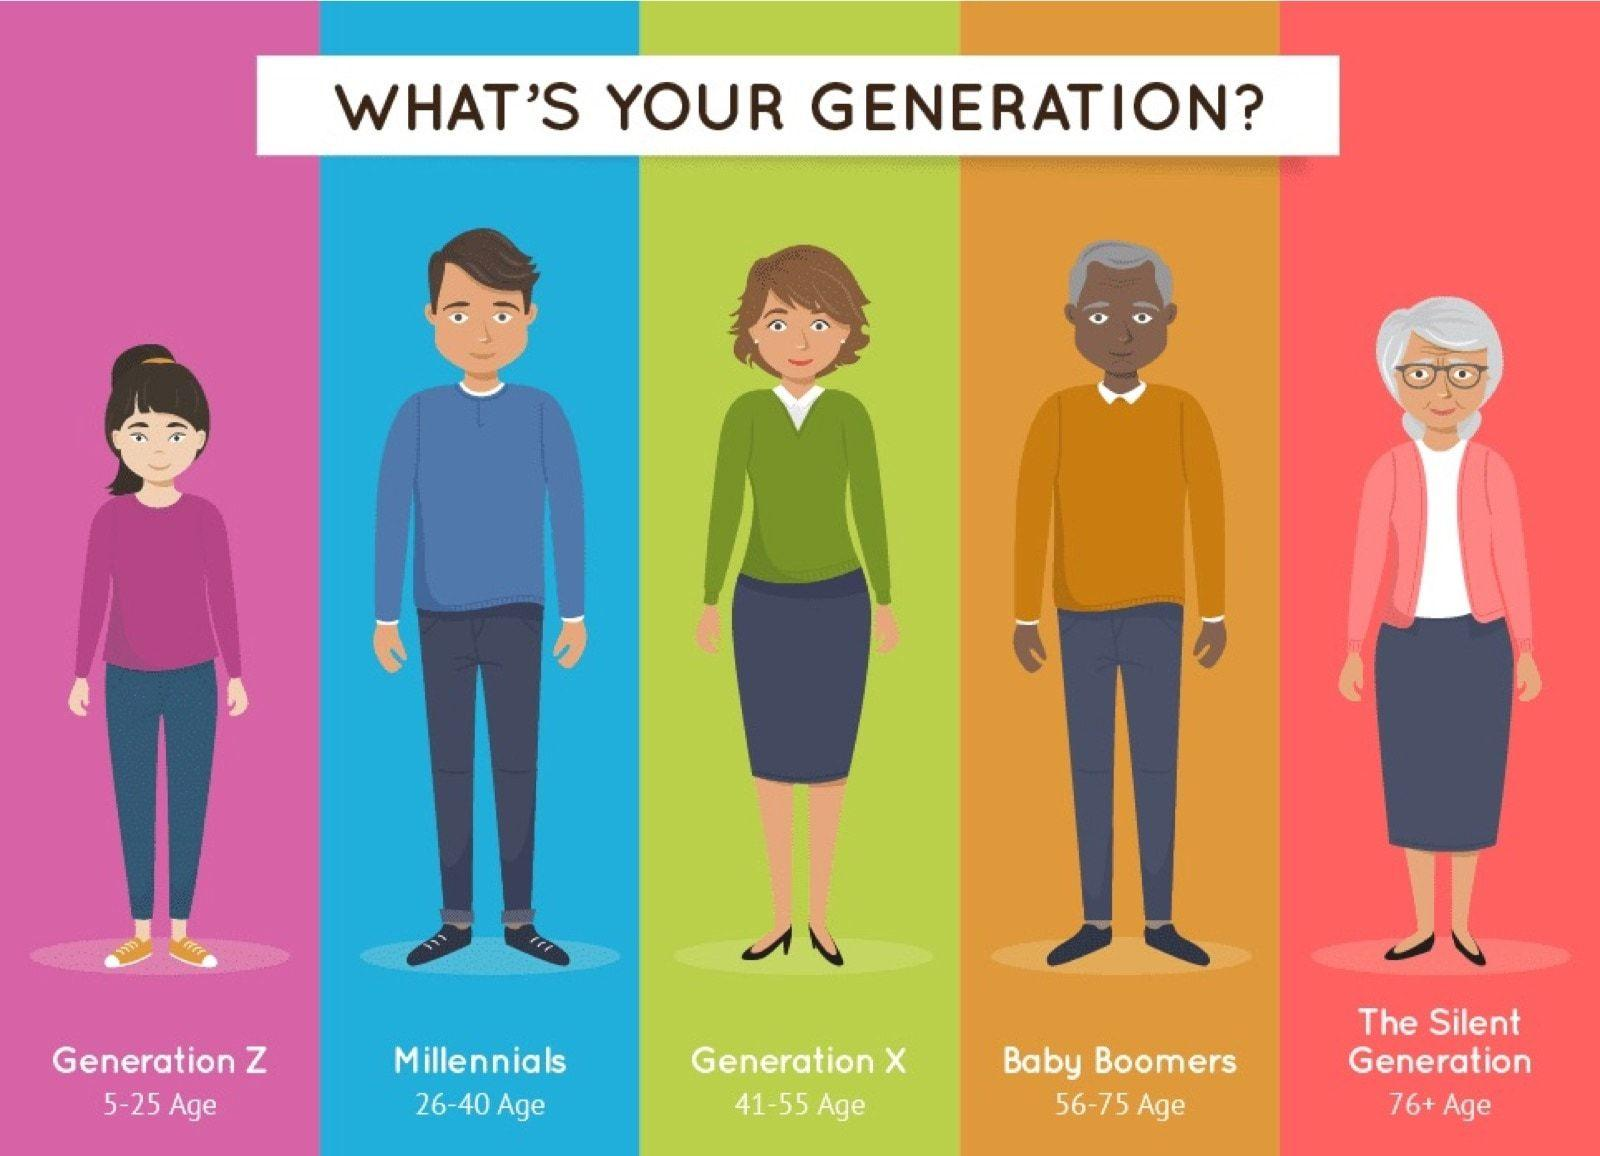 WHAT'S YOUR GENERATION?
Generation Z
5-25 Age
Millennials
26-40 Age
Generation X
41-55 Age
Baby Boomers
56-75 Age
The Silent
Generation
76+ Age